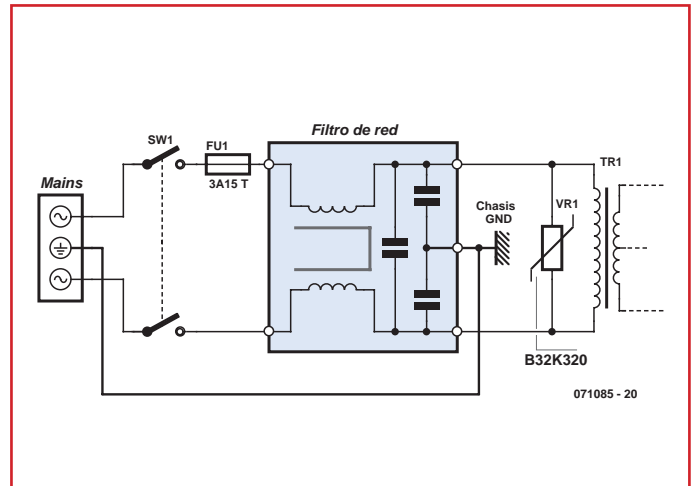 Filtro de red
SW1
FU1
3A15 T
Mains
TR1
Chasis
GND
VR1
B32K320
071085 - 20